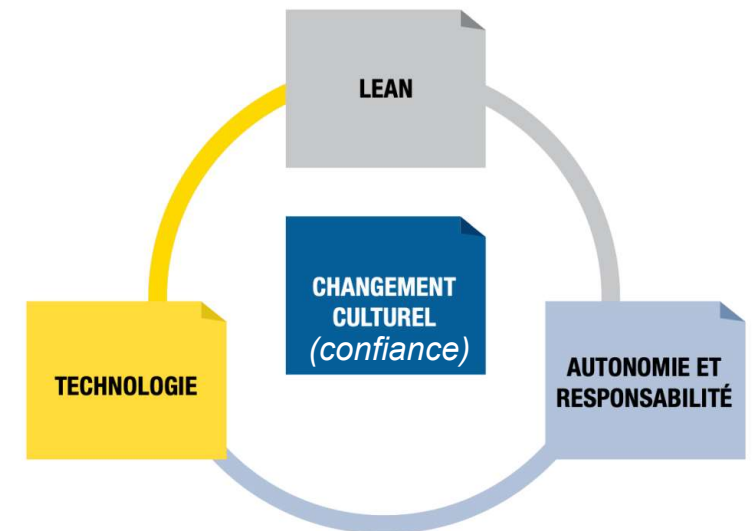 LEAN
CHANGEMENT
CULTUREL
(confiance)
TECHNOLOGIE
AUTONOMIE ET
RESPONSABILITÉ